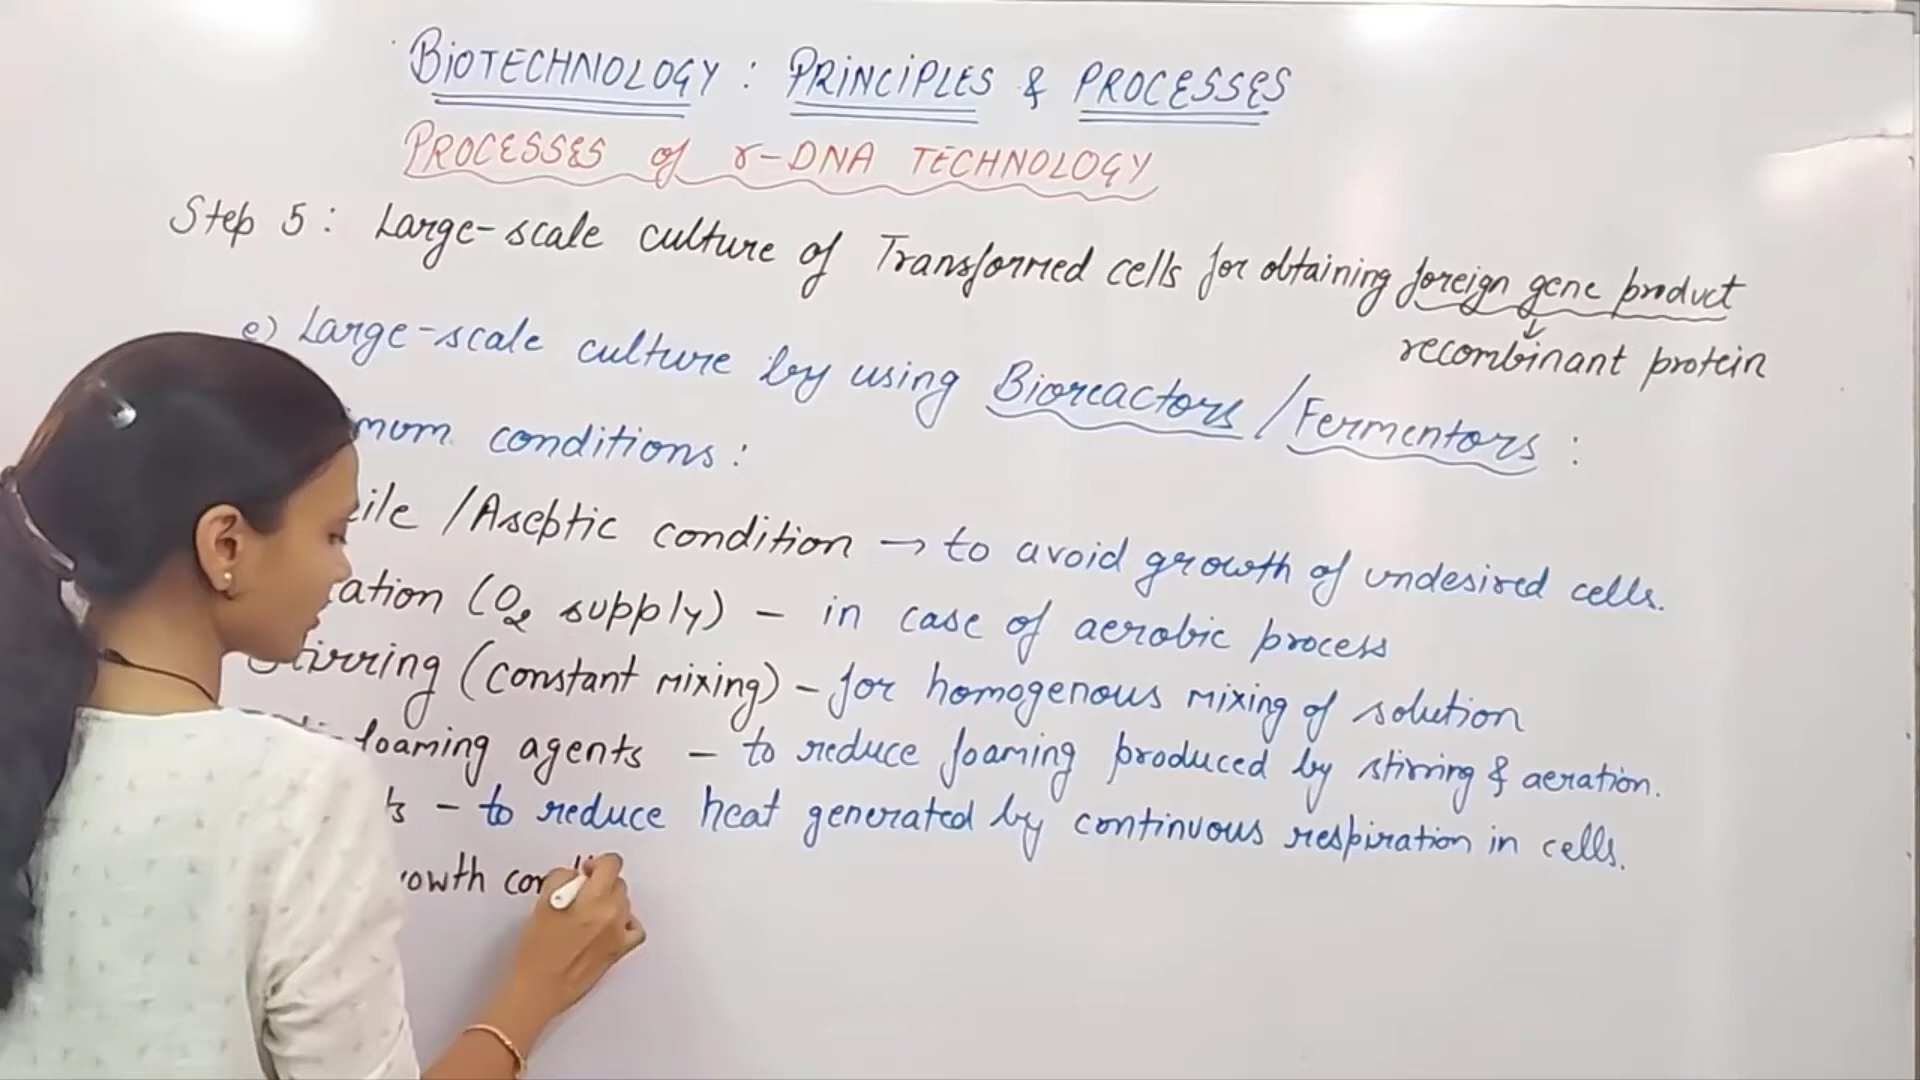 BIOTECHNOLOGY : PRINCIPLES & PROCESSES
PROCESSES of r-DNA TECHNOLOGY
Step 5 : Large-scale culture of Transformed cells for obtaining foreign gene product
↓
recombinant protein
e) Large-scale culture by using Bioreactors / Fermentors :
conditions :
/Aseptic condition → to avoid growth of undesired cells.
(O2 supply) - in case of aerobic process
Stirring (constant mixing) - for homogenous mixing of solution
foaming agents - to reduce foaming produced by stirring & aeration.
- to reduce heat generated by continuous respiration in cells.